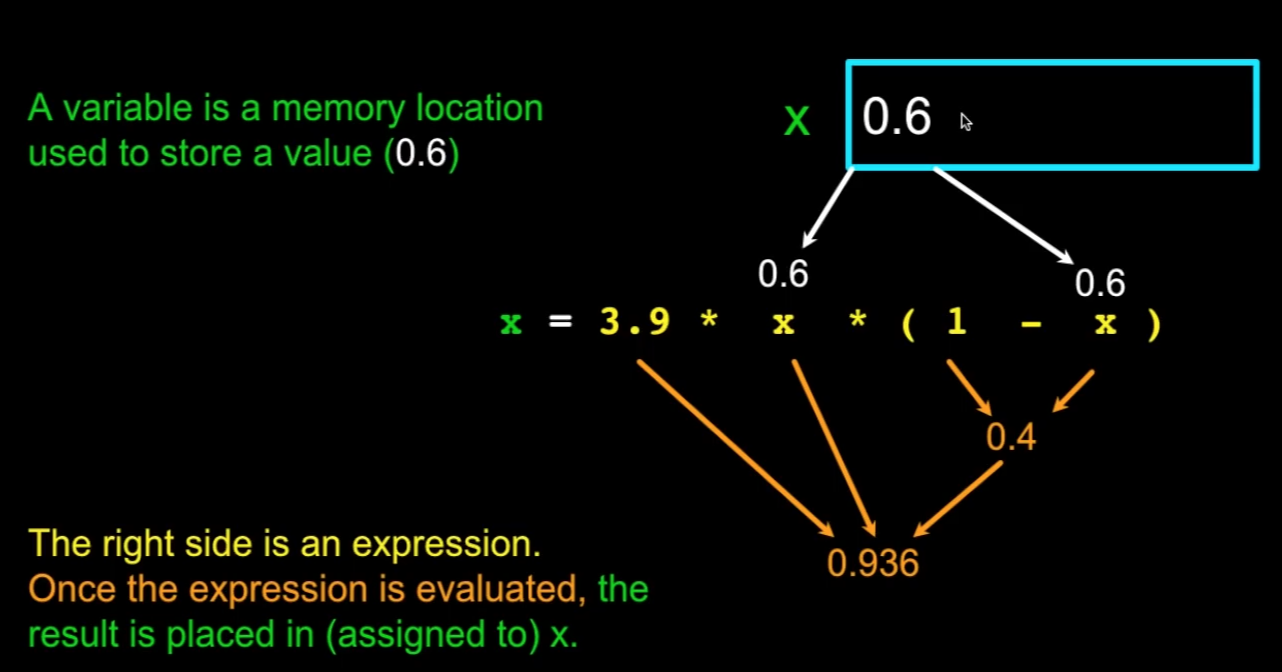 A variable is a memory location
used to store a value (0.6)
x 0.6
0.6 0.6
x = 3.9 * x * ( 1 - x )
0.4
0.936
The right side is an expression.
Once the expression is evaluated, the
result is placed in (assigned to) x.